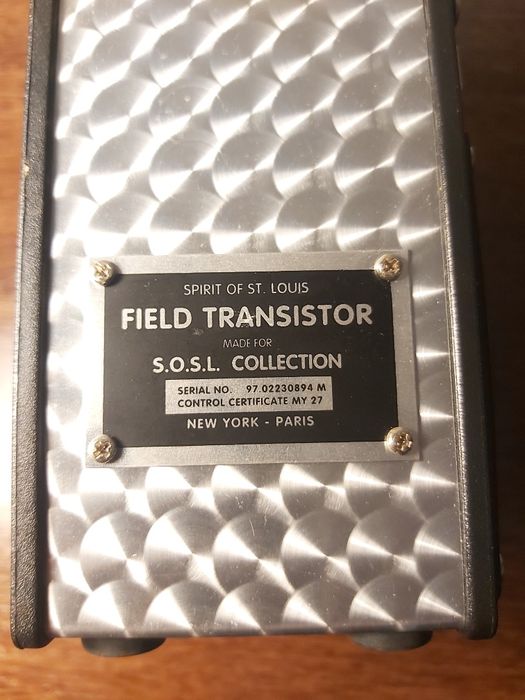 SPIRIT OF ST. LOUIS
FIELD TRANSISTOR
MADE FOR
S.O.S.L. COLLECTION
SERIAL NO. 97.02230894 M
CONTROL CERTIFICATE MY 27
NEW YORK - PARIS